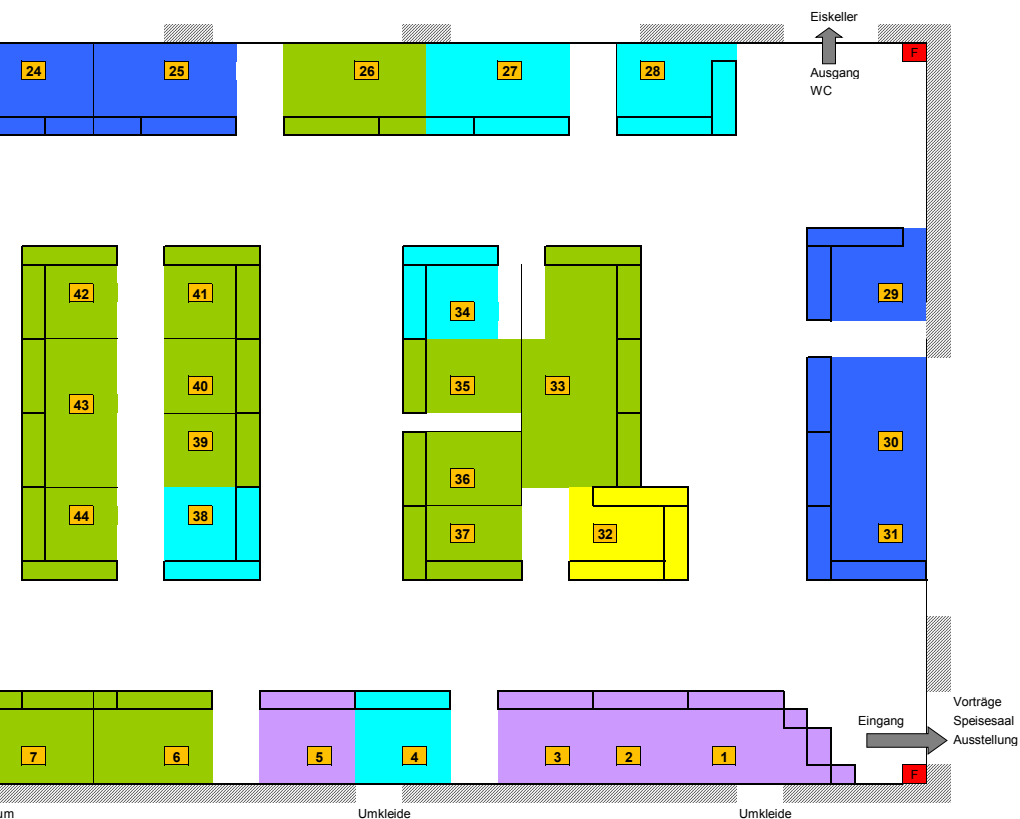 Eiskeller
Ausgang
WC
F
24
25
26
27
28
29
42
41
34
40
35
33
43
39
30
36
44
38
37
32
31
7
6
5
4
3
2
1
Eingang
Vorträge
Speisesaal
Ausstellung
F
um
Umkleide
Umkleide